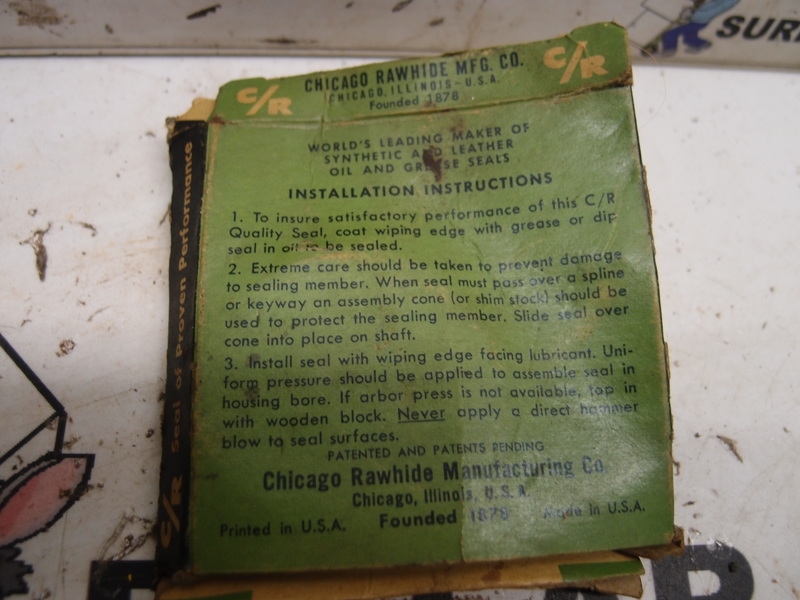 SURE
C/R
CHICAGO RAWHIDE MFG. CO.
C/R
CHICAGO, ILLINOIS - U.S.A.
Founded 1878
WORLD'S LEADING MAKER OF
SYNTHETIC AND LEATHER
OIL AND GREASE SEALS
INSTALLATION INSTRUCTIONS
1. To insure satisfactory performance of this C/R
Quality Seal, coat wiping edge with grease or dip
seal in oil to be sealed.
2. Extreme care should be taken to prevent damage
to sealing member. When seal must pass over a spline
or keyway an assembly cone (or shim stock) should be
used to protect the sealing member. Slide seal over
cone into place on shaft.
3. Install seal with wiping edge facing lubricant. Uni-
form pressure should be applied to assemble seal in
housing bore. If arbor press is not available, tap in
with wooden block. Never apply a direct hammer
blow to seal surfaces.
PATENTED AND PATENTS PENDING
Chicago Rawhide Manufacturing Co
Chicago, Illinois, U.S.A.
Printed in U.S.A. Founded 1878 Made in U.S.A.
C/R Seal of Proven Performance